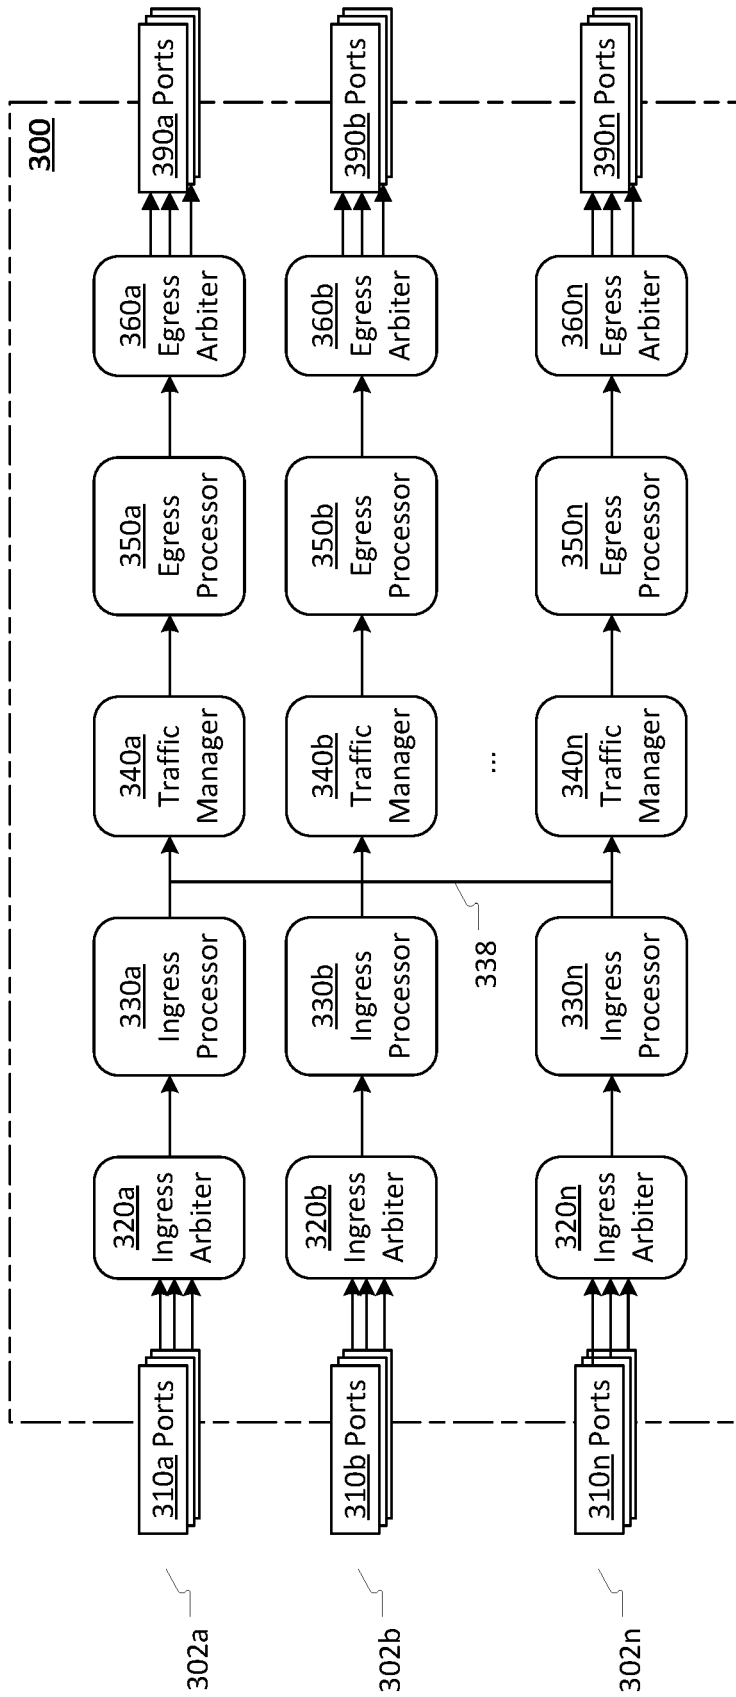 300
302a
310a Ports
320a
Ingress
Arbiter
330a
Ingress
Processor
340a
Traffic
Manager
350a
Egress
Processor
360a
Egress
Arbiter
390a Ports
302b
310b Ports
320b
Ingress
Arbiter
330b
Ingress
Processor
340b
Traffic
Manager
350b
Egress
Processor
360b
Egress
Arbiter
390b Ports
338
...
302n
310n Ports
320n
Ingress
Arbiter
330n
Ingress
Processor
340n
Traffic
Manager
350n
Egress
Processor
360n
Egress
Arbiter
390n Ports